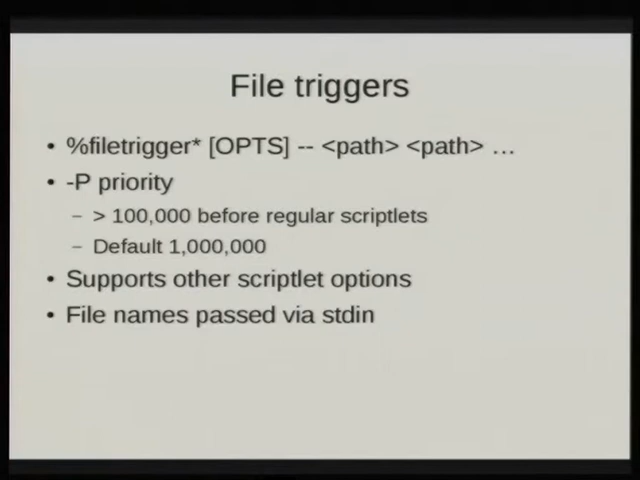 File triggers
• %filetrigger* [OPTS] -- <path> <path> …
• -P priority
– > 100,000 before regular scriptlets
– Default 1,000,000
• Supports other scriptlet options
• File names passed via stdin